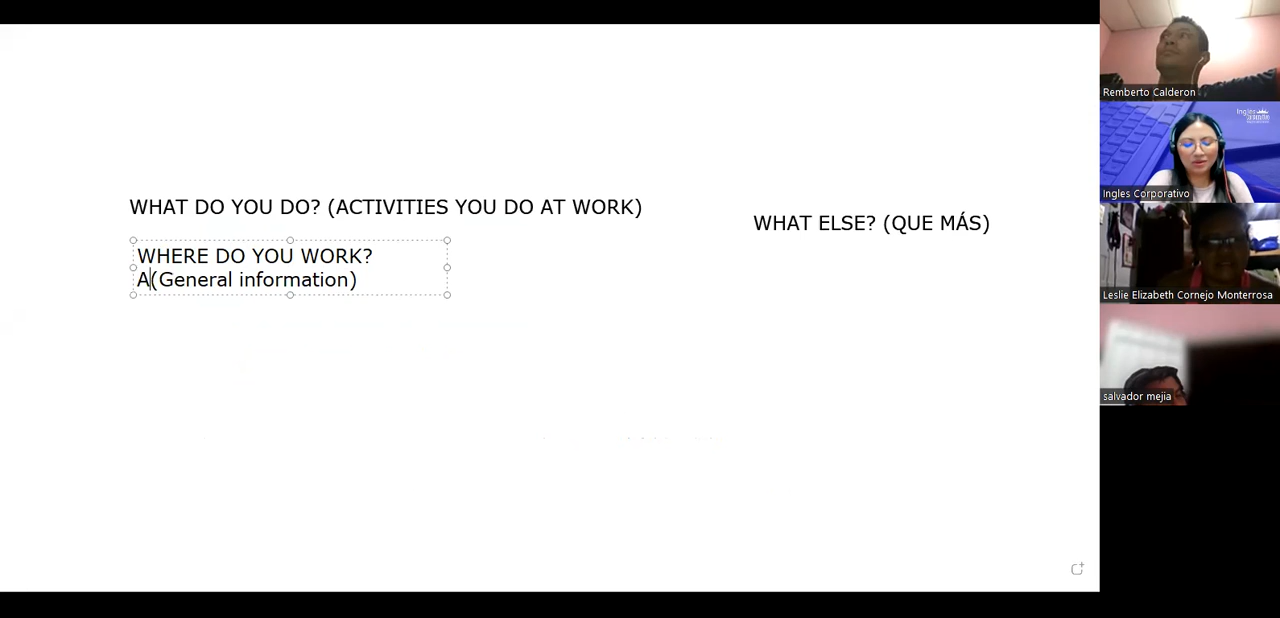 WHAT DO YOU DO? (ACTIVITIES YOU DO AT WORK)
WHAT ELSE? (QUE MÁS)
WHERE DO YOU WORK?
A(General information)
Remberto Calderon
Ingles
Ingles Corporativo
Leslie Elizabeth Cornejo Monterrosa
salvador mejia